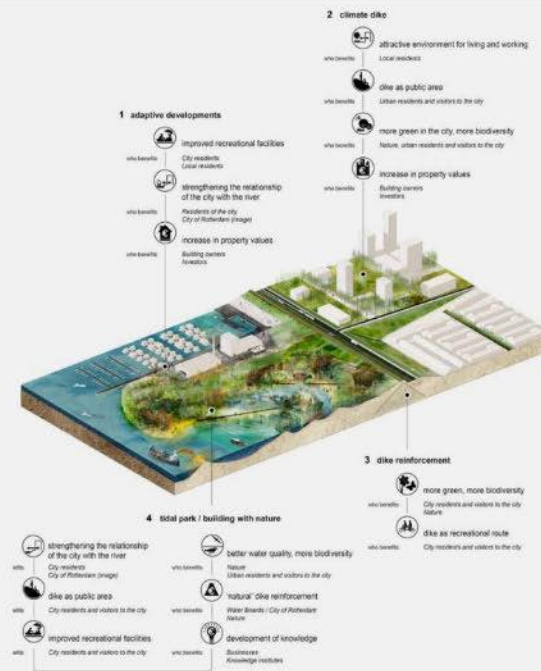 2 climate dike
attractive environment for living and working
who benefits Local residents
dike as public area
who benefits Urban residents and visitors to the city
more green in the city, more biodiversity
who benefits Nature, urban residents and visitors to the city
increase in property values
who benefits Building owners
Investors
1 adaptive developments
improved recreational facilities
who benefits City residents
Local residents
strengthening the relationship
of the city with the river
who benefits Residents of the city
City of Rotterdam (image)
increase in property values
who benefits Building owners
Investors
3 dike reinforcement
more green, more biodiversity
who benefits City residents and visitors to the city
Nature
dike as recreational route
who benefits City residents and visitors to the city
4 tidal park / building with nature
strengthening the relationship
of the city with the river
efits City residents
City of Rotterdam (image)
dike as public area
efits City residents and visitors to the city
improved recreational facilities
efits City residents and visitors to the city
better water quality, more biodiversity
who benefits Nature
Urban residents and visitors to the city
'natural' dike reinforcement
who benefits Water Boards / City of Rotterdam
Nature
development of knowledge
who benefits Businesses
Knowledge institutes